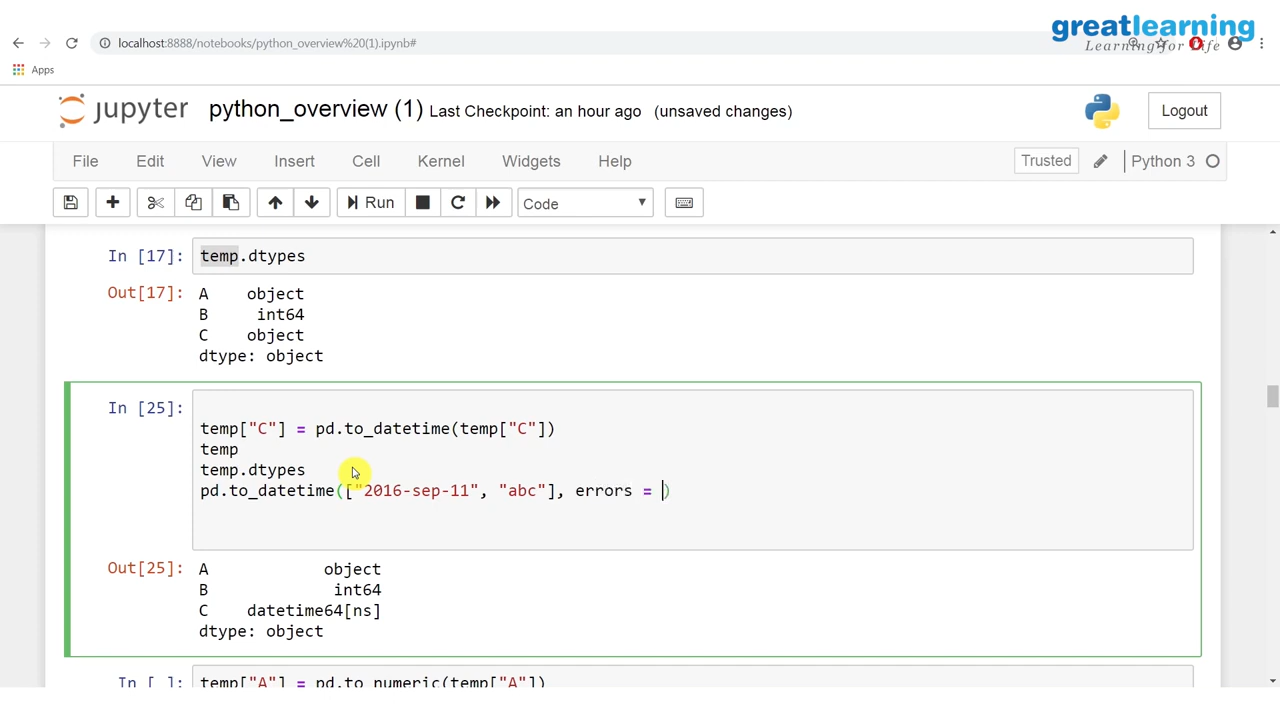 greatlearning
Learning for Life
localhost:8888/notebooks/python_overview%20(1).ipynb#
Apps
jupyter python_overview (1) Last Checkpoint: an hour ago (unsaved changes)
Logout
File Edit View Insert Cell Kernel Widgets Help
Trusted Python 3
Run Code
In [17]: temp.dtypes
Out[17]: A object
B int64
C object
dtype: object
In [25]:
temp["C"] = pd.to_datetime(temp["C"])
temp
temp.dtypes
pd.to_datetime(["2016-sep-11", "abc"], errors = )
Out[25]: A object
B int64
C datetime64[ns]
dtype: object
In [ ]: temp["A"] = pd.to_numeric(temp["A"])